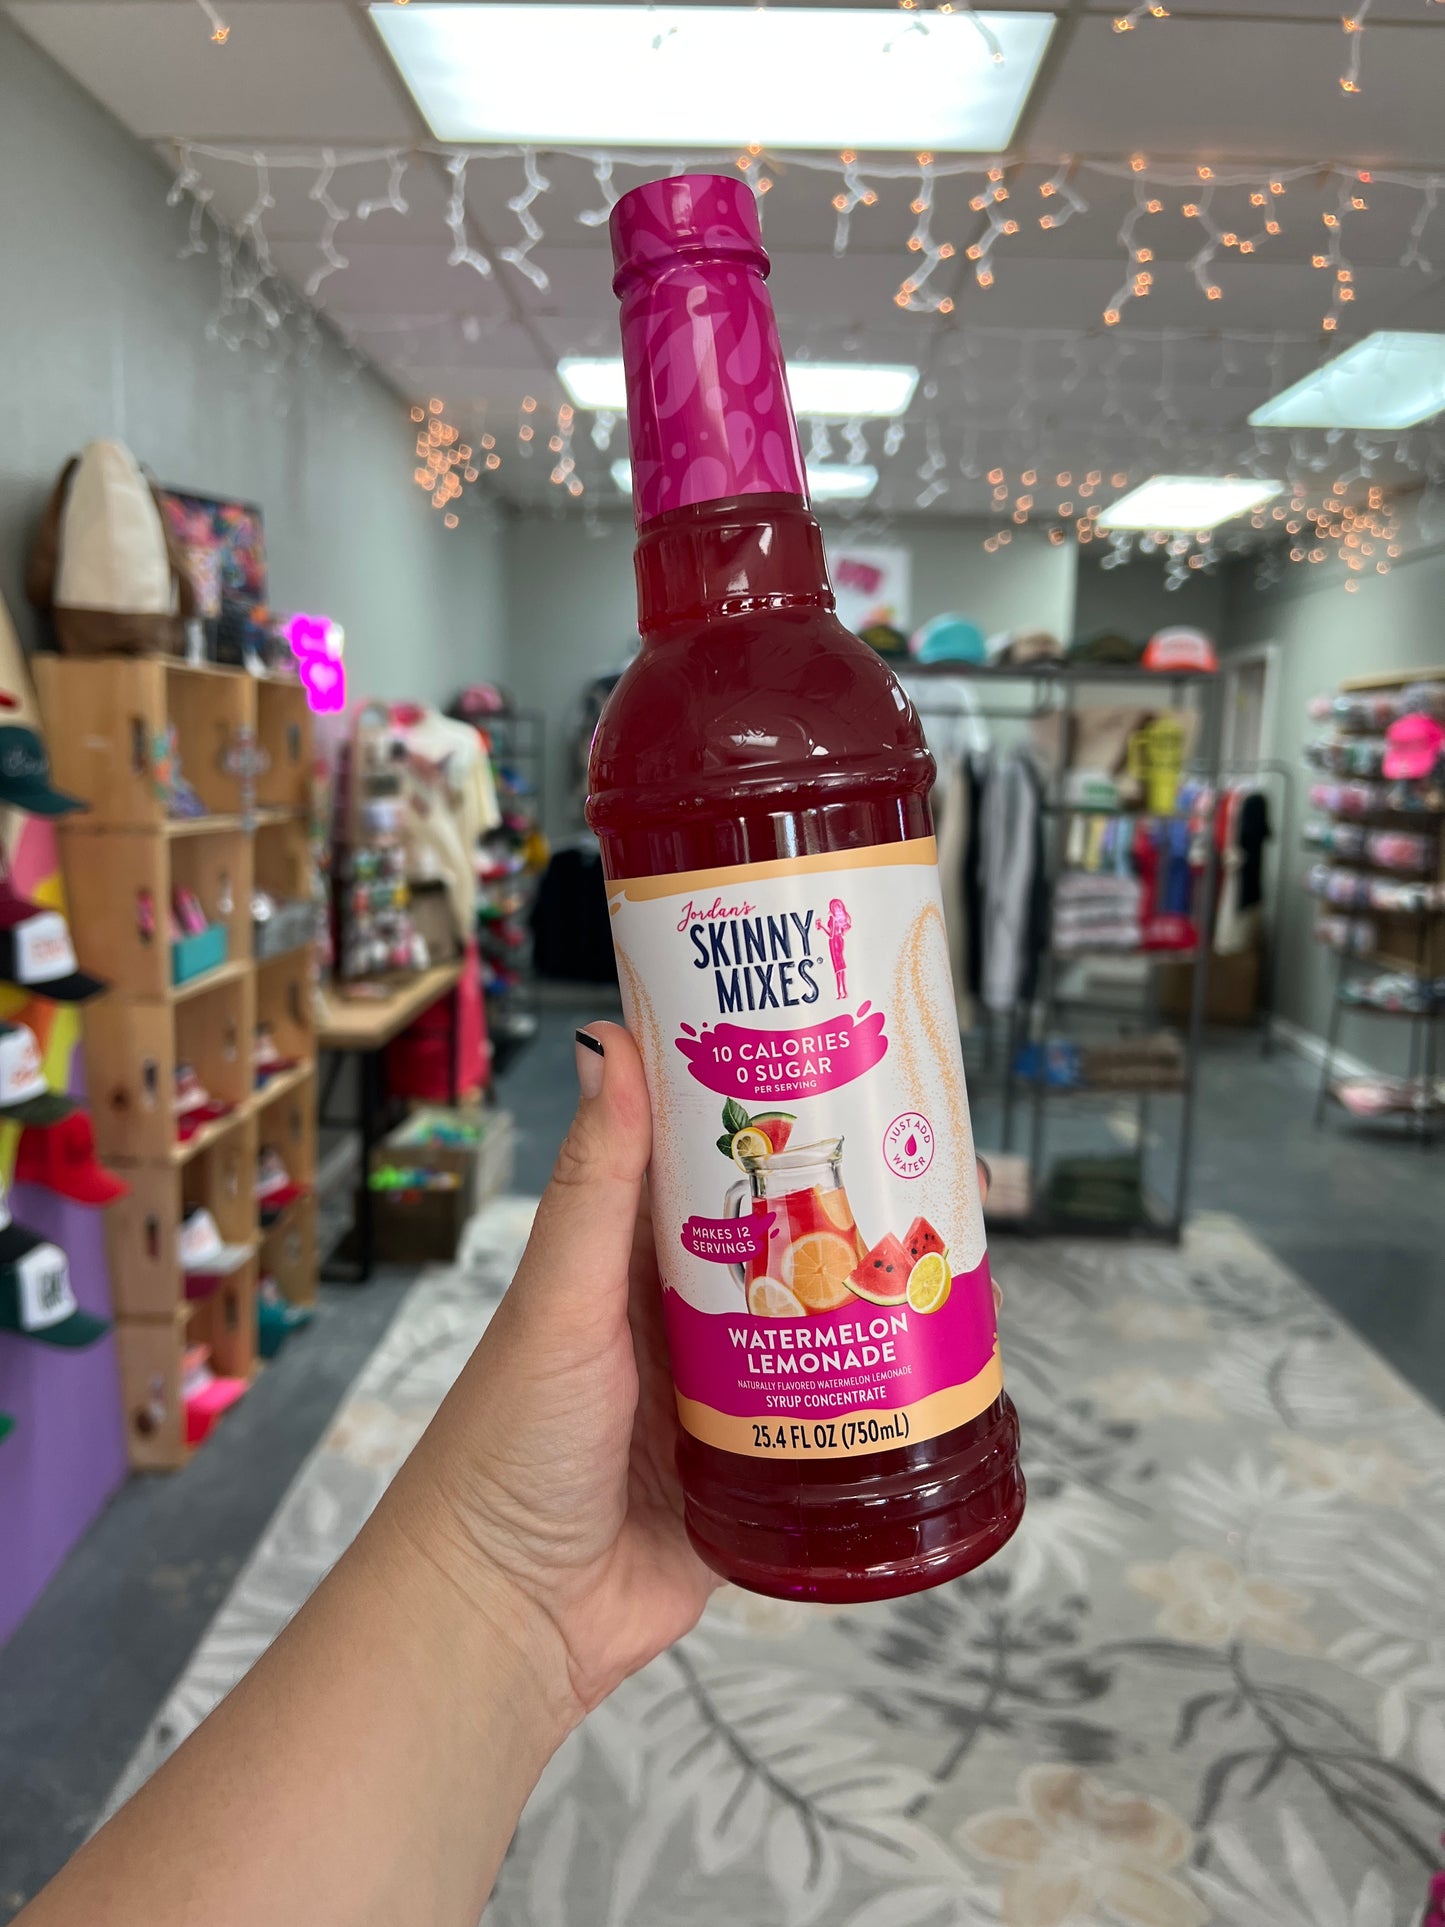 Jordan's
SKINNY
MIXES®
10 CALORIES
0 SUGAR
PER SERVING
JUST ADD
WATER
MAKES 12
SERVINGS
WATERMELON
LEMONADE
NATURALLY FLAVORED WATERMELON LEMONADE
SYRUP CONCENTRATE
25.4 FL OZ (750mL)